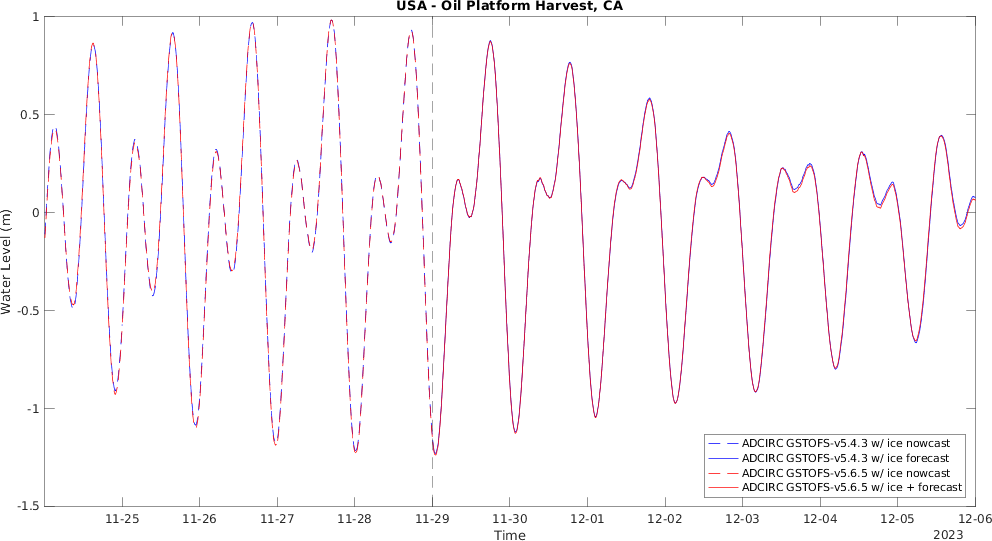 USA - Oil Platform Harvest, CA
1
0.5
0
-0.5
-1
-1.5
Water Level (m)
ADCIRC GSTOFS-v5.4.3 w/ ice nowcast
ADCIRC GSTOFS-v5.4.3 w/ ice forecast
ADCIRC GSTOFS-v5.6.5 w/ ice nowcast
ADCIRC GSTOFS-v5.6.5 w/ ice + forecast
11-25 11-26 11-27 11-28 11-29 11-30 12-01 12-02 12-03 12-04 12-05 12-06
Time
2023